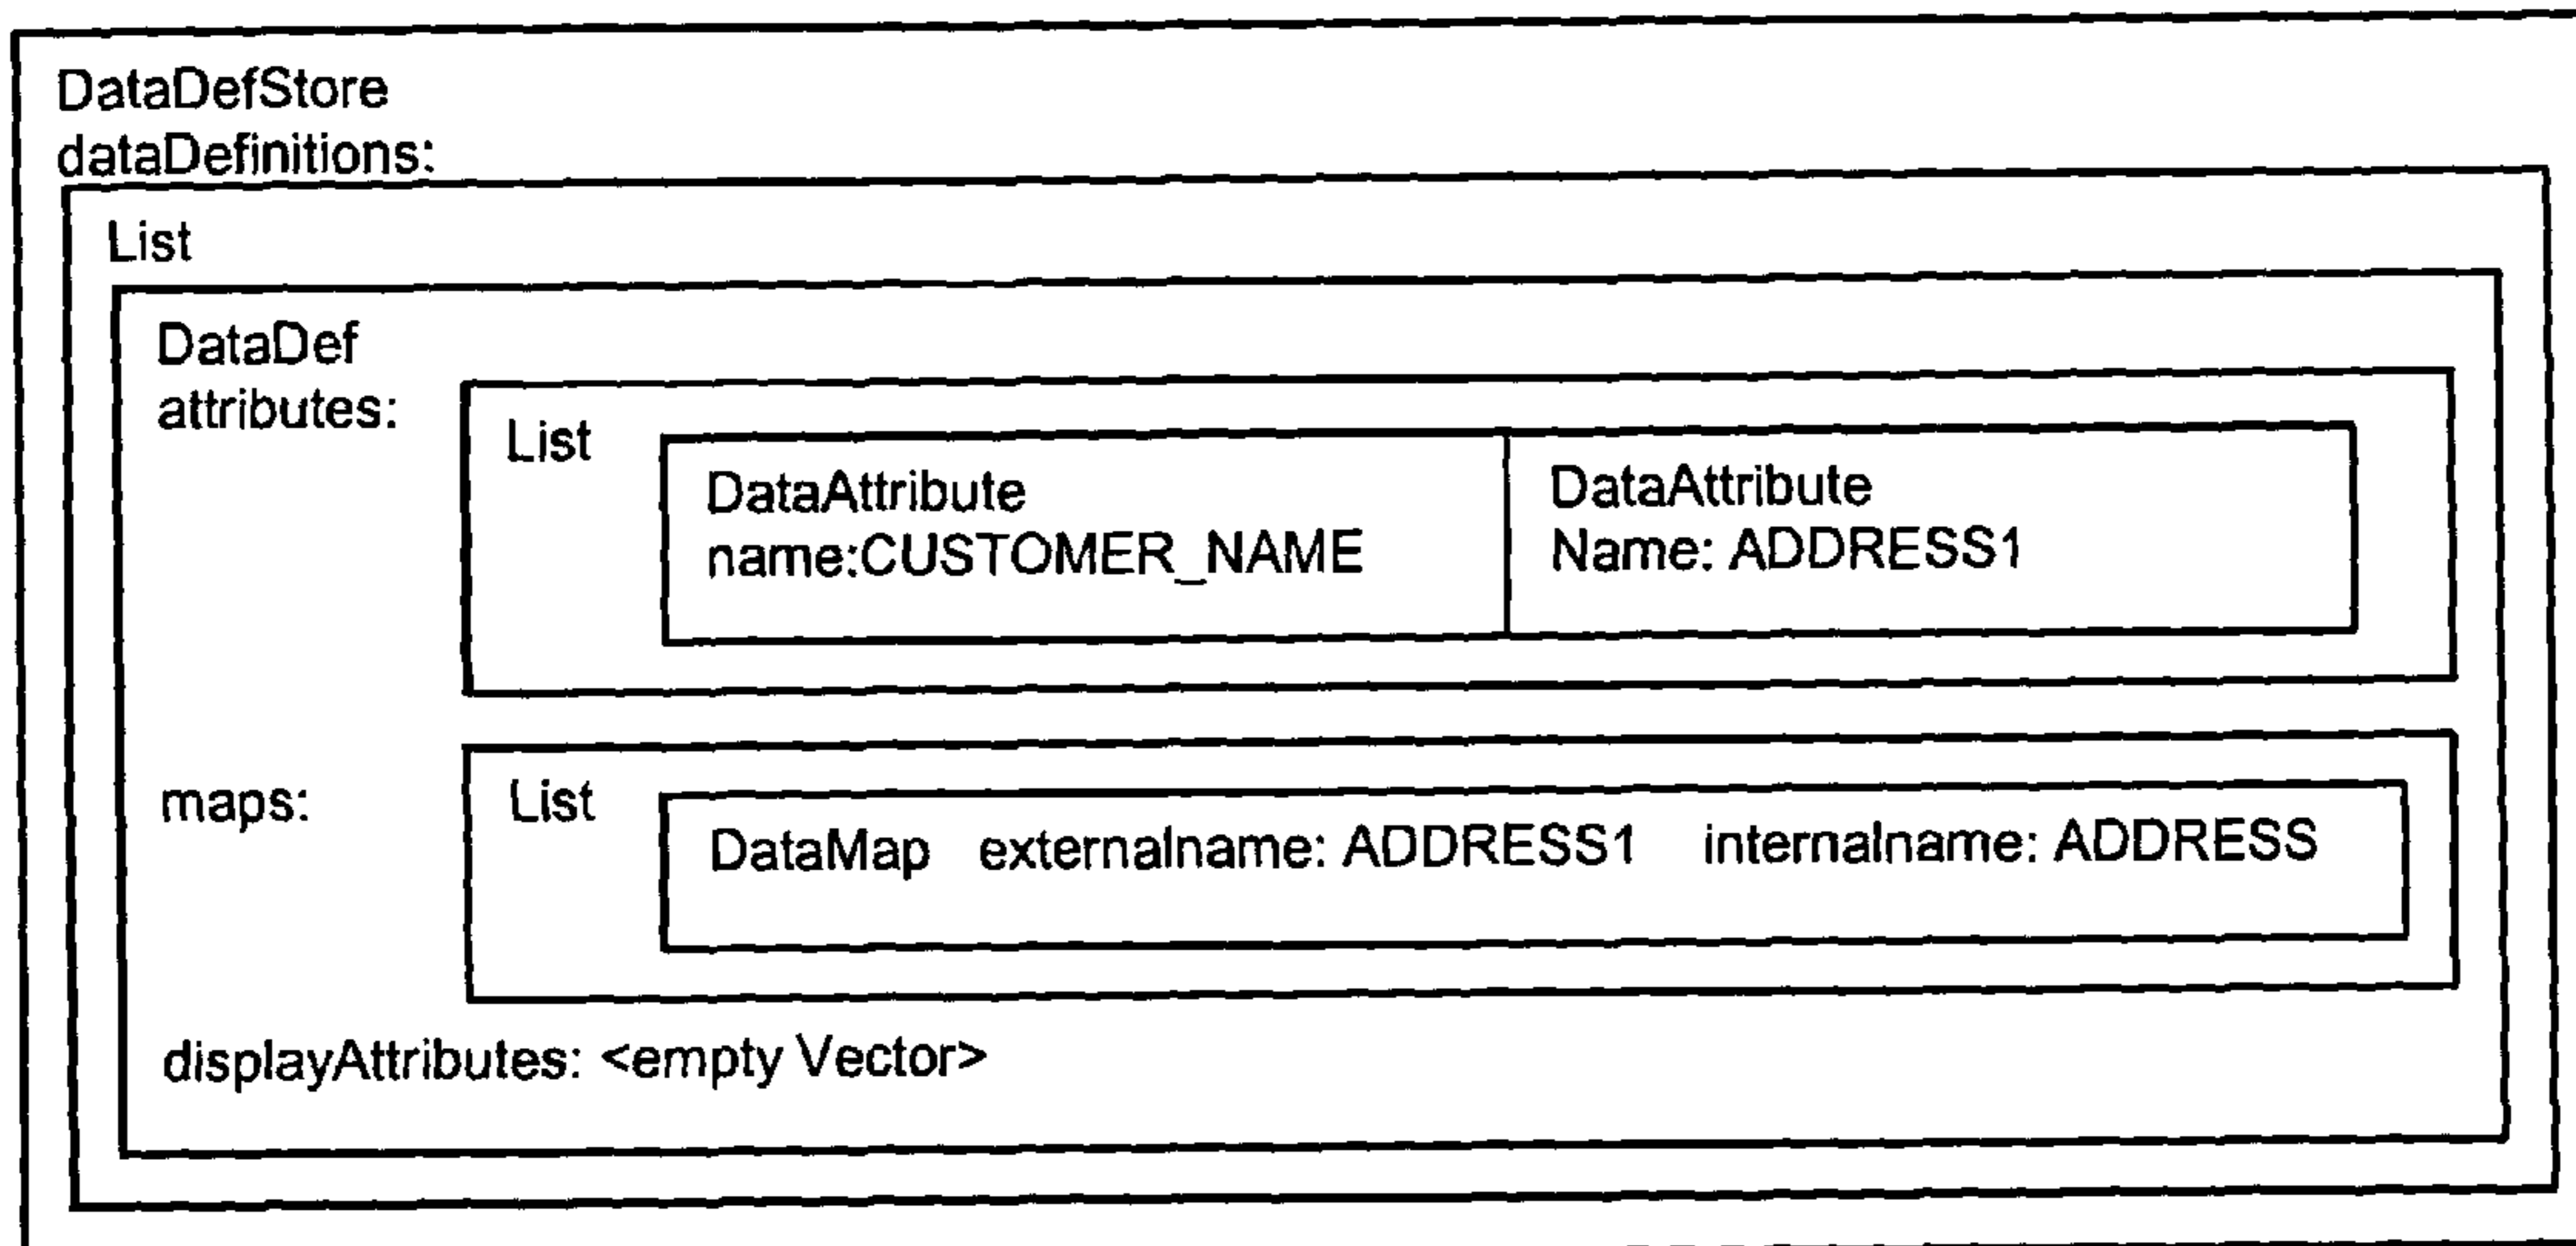 DataDefStore
dataDefinitions:
List
DataDef
attributes:
List
DataAttribute
name:CUSTOMER_NAME
DataAttribute
Name: ADDRESS1
maps:
List
DataMap externalname: ADDRESS1 internalname: ADDRESS
displayAttributes: <empty Vector>